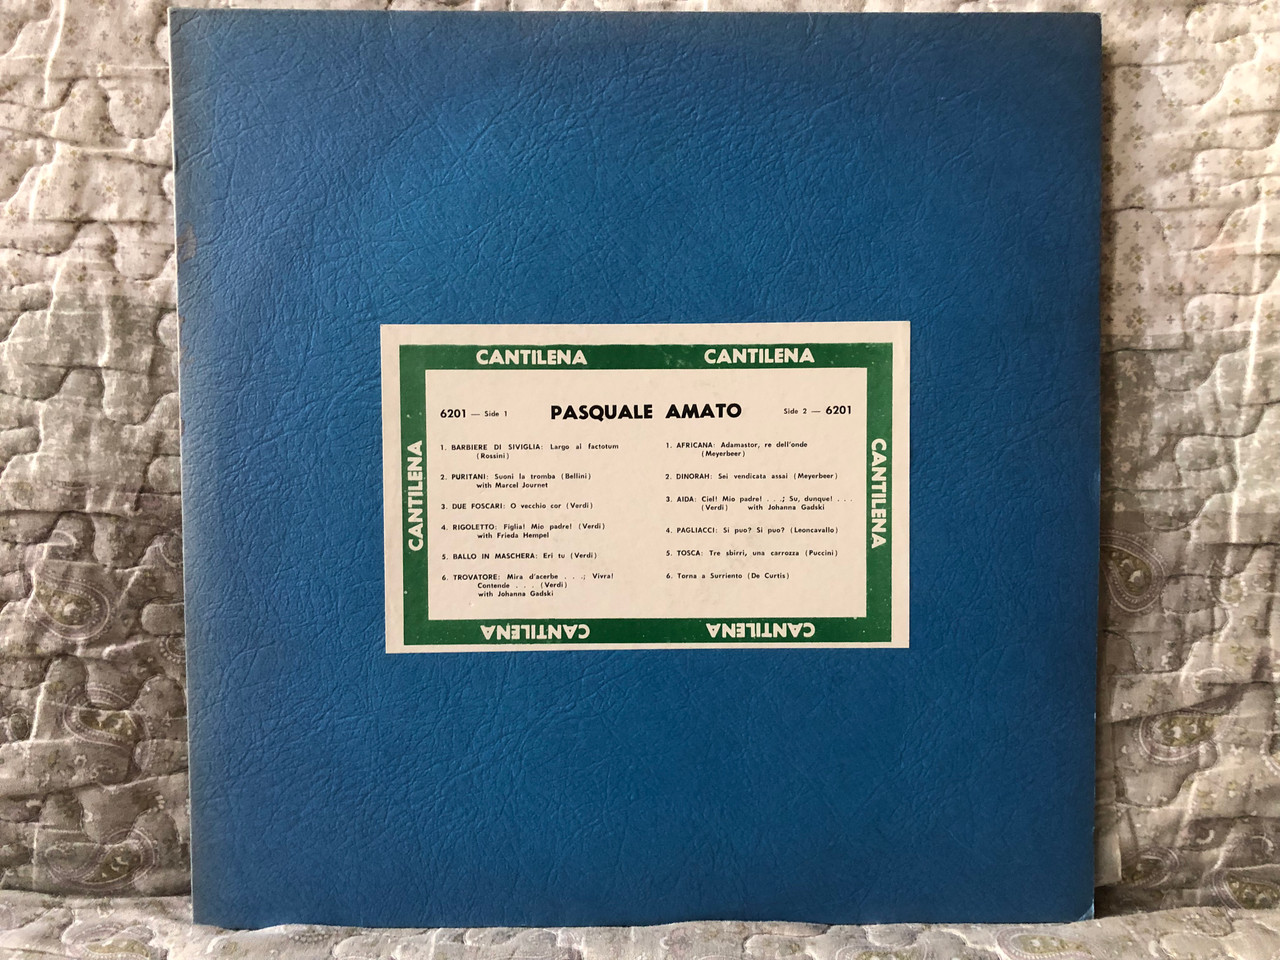 CANTILENA CANTILENA
CANTILENA
6201 — Side 1
PASQUALE AMATO
Side 2 — 6201
1. BARBIERE DI SIVIGLIA: Largo al factotum
(Rossini)
2. PURITANI: Suoni la tromba (Bellini)
with Marcel Journet
3. DUE FOSCARI: O vecchio cor (Verdi)
4. RIGOLETTO: Figlia! Mio padre! (Verdi)
with Frieda Hempel
5. BALLO IN MASCHERA: Eri tu (Verdi)
6. TROVATORE: Mira d'acerbe . . .; Vivra!
Contende . . . (Verdi)
with Johanna Gadski
1. AFRICANA: Adamastor, re dell'onde
(Meyerbeer)
2. DINORAH: Sei vendicata assai (Meyerbeer)
3. AIDA: Ciel! Mio padre! . . .; Su, dunque! . . .
(Verdi) with Johanna Gadski
4. PAGLIACCI: Si puo? Si puo? (Leoncavallo)
5. TOSCA: Tre sbirri, una carrozza (Puccini)
6. Torna a Surriento (De Curtis)
CANTILENA
CANTILENA CANTILENA